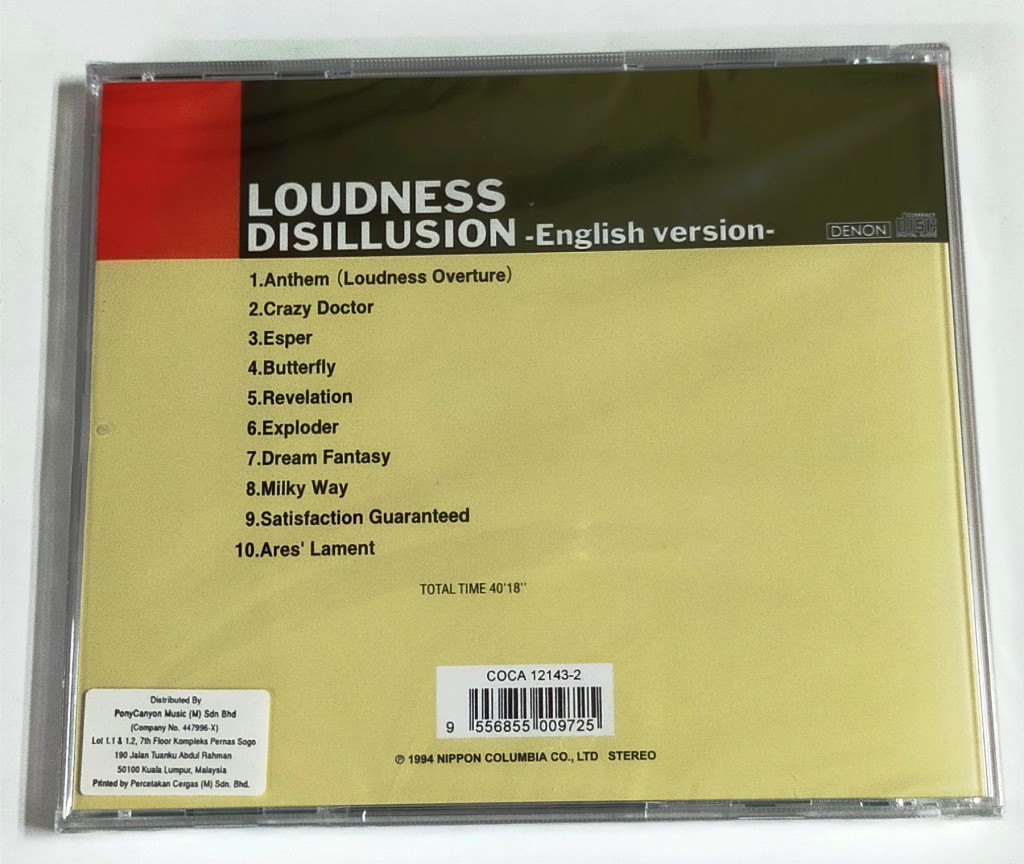 LOUDNESS
DISILLUSION -English version-
DENON
COMPACT
disc
DIGITAL AUDIO
1.Anthem (Loudness Overture)
2.Crazy Doctor
3.Esper
4.Butterfly
5.Revelation
6.Exploder
7.Dream Fantasy
8.Milky Way
9.Satisfaction Guaranteed
10.Ares' Lament
TOTAL TIME 40'18''
COCA 12143-2
9 556855 009725
℗ 1994 NIPPON COLUMBIA CO., LTD STEREO
Distributed By
PonyCanyon Music (M) Sdn Bhd
(Company No. 447996-X)
Lot 1.1 & 1.2, 7th Floor Kompleks Pernas Sogo
190 Jalan Tuanku Abdul Rahman
50100 Kuala Lumpur, Malaysia
Printed by Percetakan Cergas (M) Sdn. Bhd.